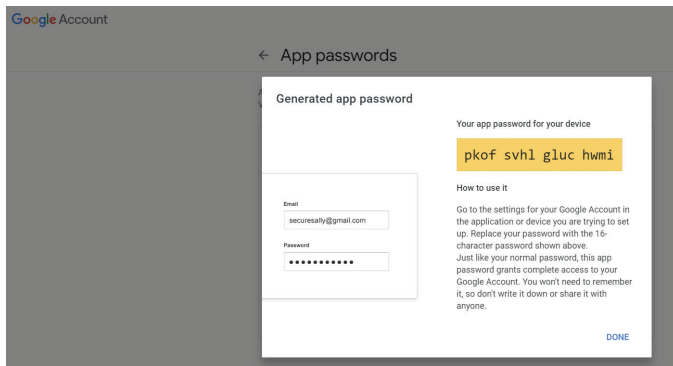 Google Account
← App passwords
Generated app password
Your app password for your device
pkof svhl gluc hwmi
How to use it
Go to the settings for your Google Account in
the application or device you are trying to set
up. Replace your password with the 16-
character password shown above.
Just like your normal password, this app
password grants complete access to your
Google Account. You won't need to remember
it, so don't write it down or share it with
anyone.
Email
securesally@gmail.com
Password
●●●●●●●●●●●
DONE